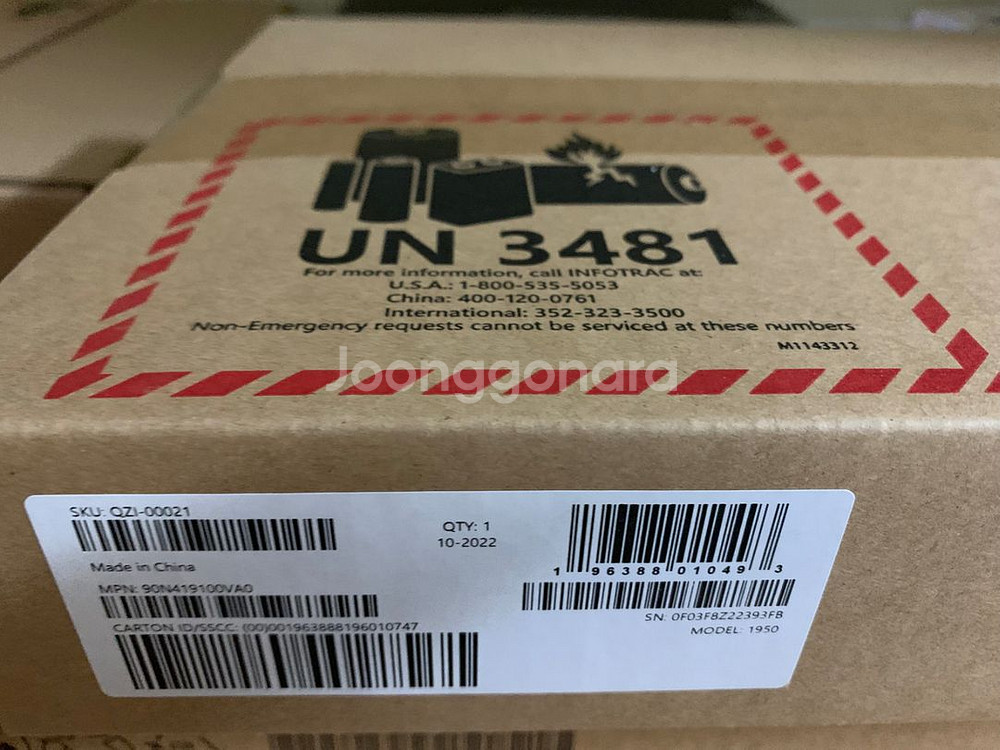 UN 3481
For more information, call INFOTRAC at:
U.S.A.: 1-800-535-5053
China: 400-120-0761
International: 352-323-3500
Non-Emergency requests cannot be serviced at these numbers
M1143312
Joonggonara
SKU: QZI-00021
QTY: 1
10-2022
Made in China
1 96388 01049 3
MPN: 90N419100VA0
SN: 0F03F8Z22393FB
CARTON ID/SSCC: (00)001963888196010747
MODEL: 1950